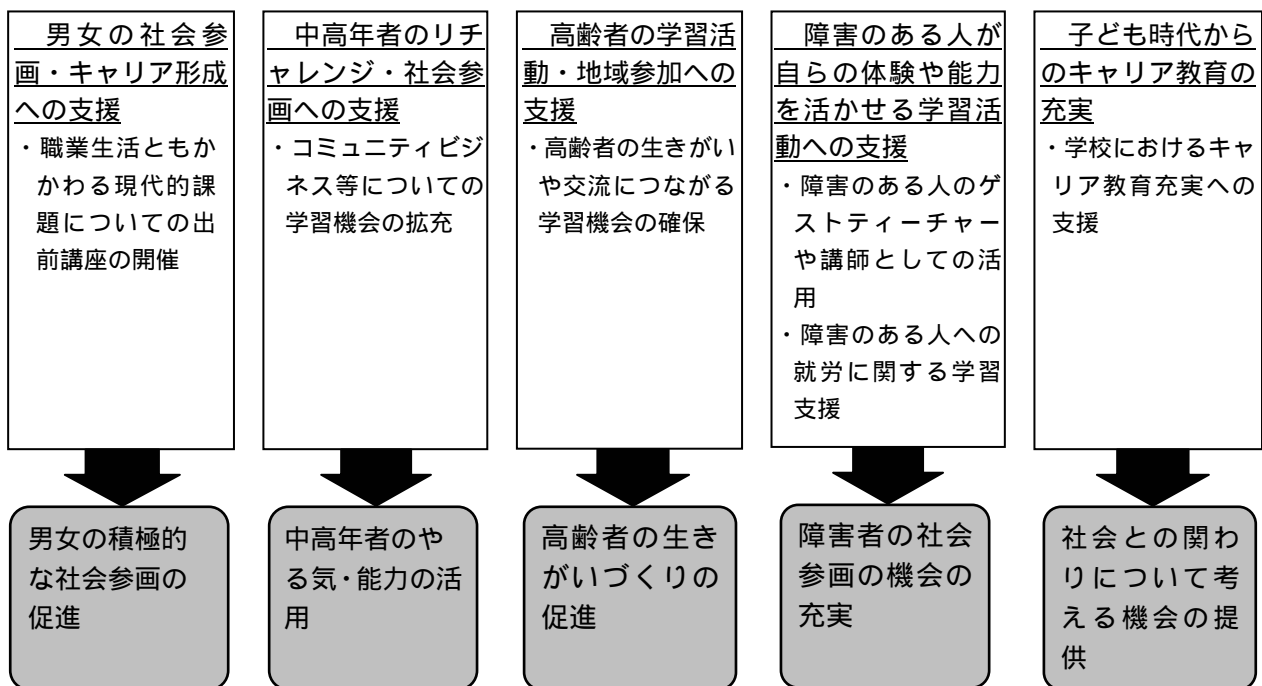 男女の社会参
画・キャリア形成
への支援
・職業生活ともか
かわる現代的課
題についての出
前講座の開催
中高年者のリチ
ャレンジ・社会参
画への支援
・コミュニティビジ
ネス等についての
学習機会の拡充
高齢者の学習活
動・地域参加への
支援
・高齢者の生きがい
や交流につながる
学習機会の確保
障害のある人が
自らの体験や能力
を活かせる学習活
動への支援
・障害のある人のゲ
ストティーチャー
や講師としての活
用
・障害のある人への
就労に関する学習
支援
子ども時代から
のキャリア教育の
充実
・学校におけるキャ
リア教育充実への
支援
男女の積極的
な社会参画の
促進
中高年者のや
る気・能力の活
用
高齢者の生き
がいづくりの
促進
障害者の社会
参画の機会の
充実
社会との関わ
りについて考
える機会の提
供